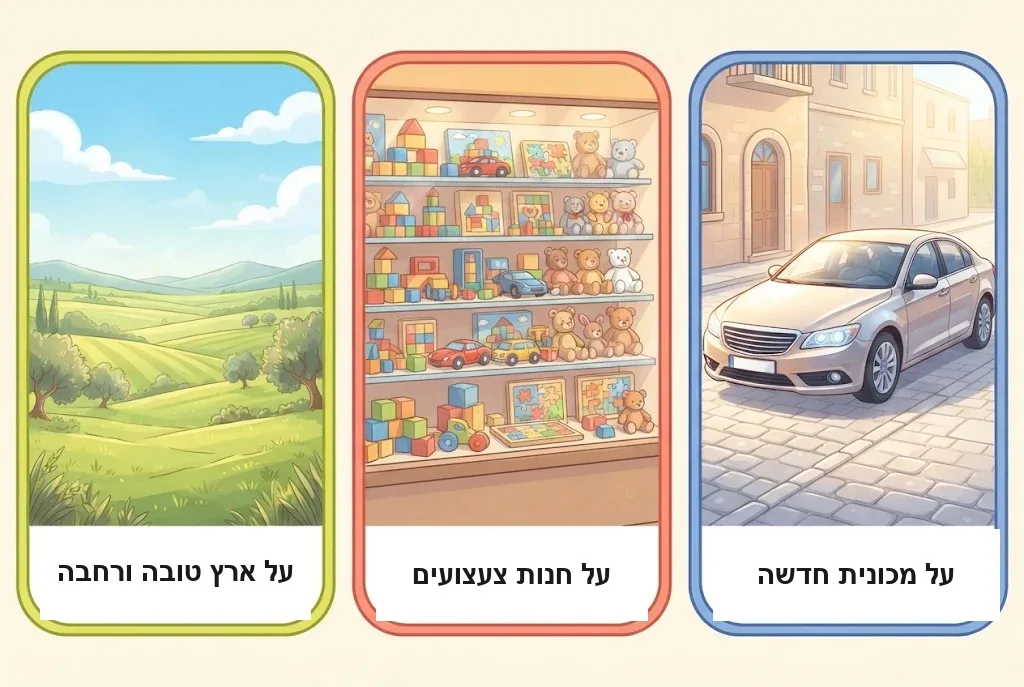 על מכונית חדשה
על חנות צעצועים
על ארץ טובה ורחבה